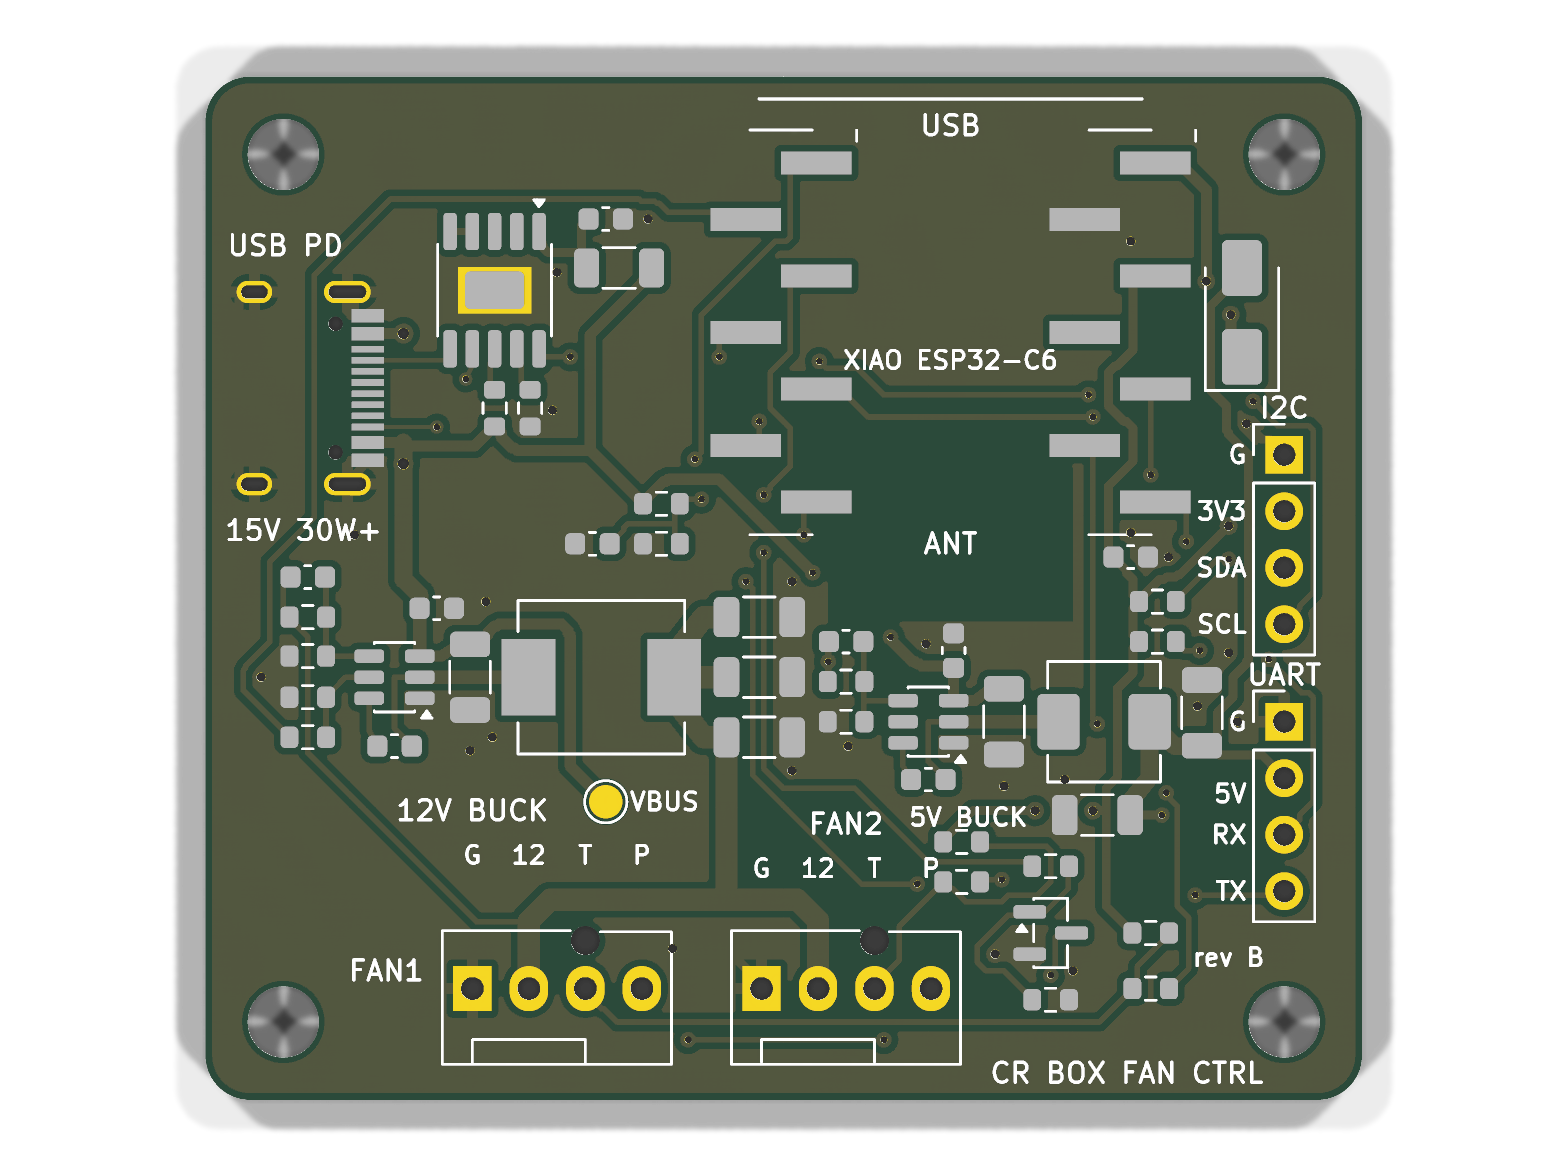 USB
USB PD
XIAO ESP32-C6
I2C
G
3V3
15V 30W+
ANT
SDA
SCL
UART
G
5V
12V BUCK
VBUS
FAN2
5V BUCK
RX
G 12 T P
G 12 T P
TX
FAN1
rev B
CR BOX FAN CTRL